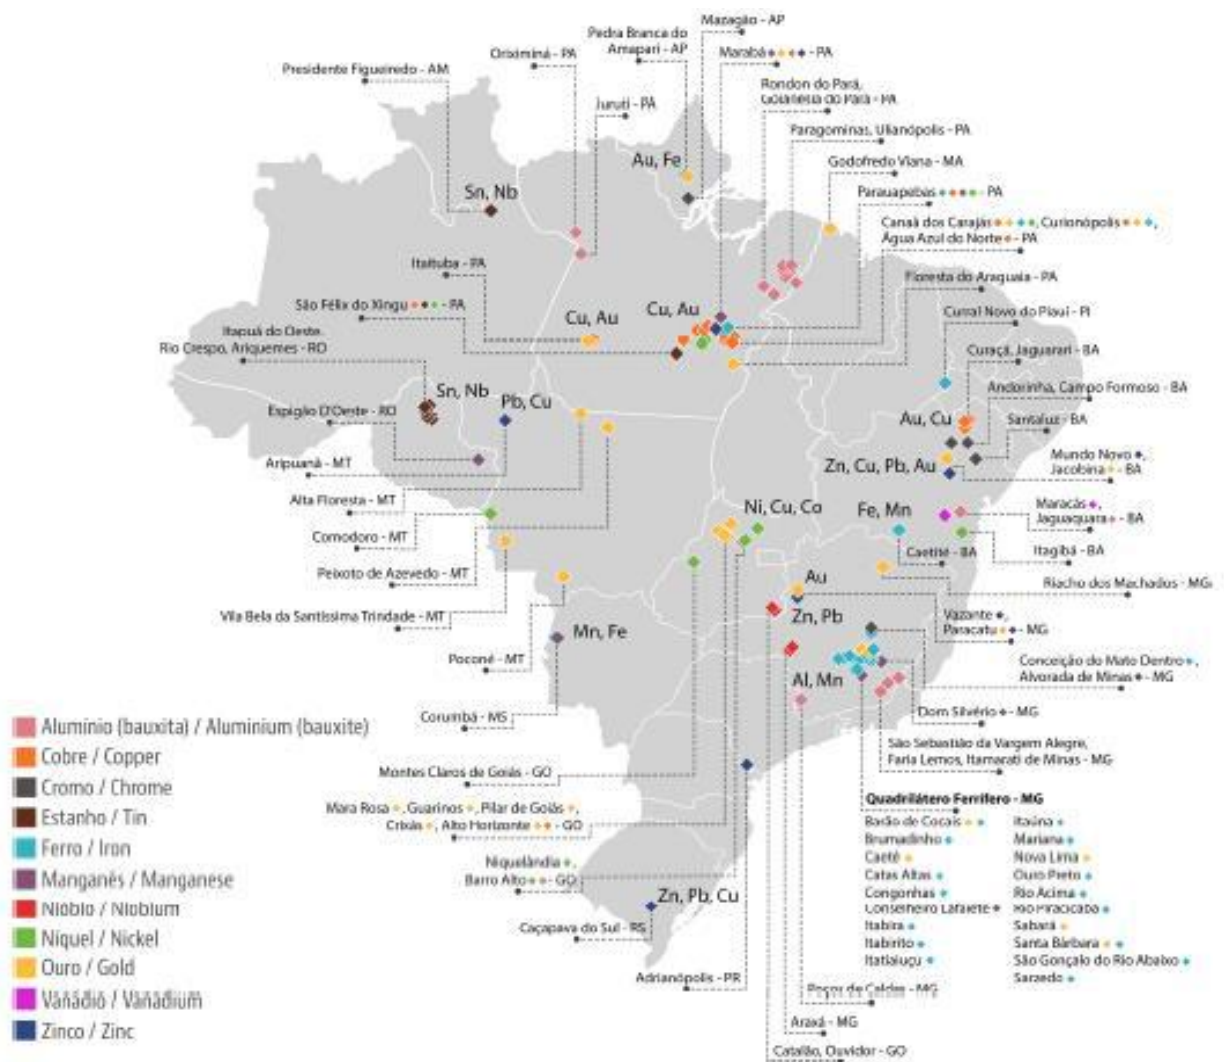 Mazagão - AP
Pedra Branca do
Amapari - AP
Oriximiná - PA
Marabá - PA
Presidente Figueiredo - AM
Rondon do Pará,
Goianésia do Pará - PA
Juruti - PA
Paragominas, Ulianópolis - PA
Au, Fe
Godofredo Viana - MA
Sn, Nb
Parauapebas - PA
Canaã dos Carajás, Curionópolis,
Água Azul do Norte - PA
Itaituba - PA
Floresta do Araguaia - PA
São Félix do Xingu - PA
Cu, Au
Cu, Au
Curral Novo do Piauí - PI
Itapuã do Oeste,
Rio Crespo, Ariquemes - RO
Curaçá, Jaguarari - BA
Sn, Nb
Pb, Cu
Andorinha, Campo Formoso - BA
Espigão D'Oeste - RO
Au, Cu
Santaluz - BA
Aripuanã - MT
Zn, Cu, Pb, Au
Mundo Novo,
Jacobina - BA
Alta Floresta - MT
Ni, Cu, Co
Fe, Mn
Maracás,
Jaguaquara - BA
Comodoro - MT
Caetité - BA
Itagibá - BA
Peixoto de Azevedo - MT
Au
Riacho dos Machados - MG
Vila Bela da Santíssima Trindade - MT
Zn, Pb
Vazante,
Paracatu - MG
Mn, Fe
Poconé - MT
Conceição do Mato Dentro,
Alvorada de Minas - MG
Al, Mn
Corumbá - MS
Dom Silvério - MG
Alumínio (bauxita) / Aluminium (bauxite)
Cobre / Copper
Cromo / Chrome
Estanho / Tin
Ferro / Iron
Manganês / Manganese
Nióbio / Niobium
Níquel / Nickel
Ouro / Gold
Vanádio / Vanadium
Zinco / Zinc
São Sebastião da Vargem Alegre,
Faria Lemos, Itamarati de Minas - MG
Montes Claros de Goiás - GO
Mara Rosa, Guarinos, Pilar de Goiás,
Crixás, Alto Horizonte - GO
Niquelândia,
Barro Alto - GO
Zn, Pb, Cu
Caçapava do Sul - RS
Adrianópolis - PR
Quadrilátero Ferrífero - MG
Barão de Cocais
Brumadinho
Caeté
Catas Altas
Congonhas
Conselheiro Lafaiete
Itabira
Itabirito
Itatiaiuçu
Itaúna
Mariana
Nova Lima
Ouro Preto
Rio Acima
Rio Piracicaba
Sabará
Santa Bárbara
São Gonçalo do Rio Abaixo
Sarzedo
Poços de Caldas - MG
Araxá - MG
Catalão, Ouvidor - GO